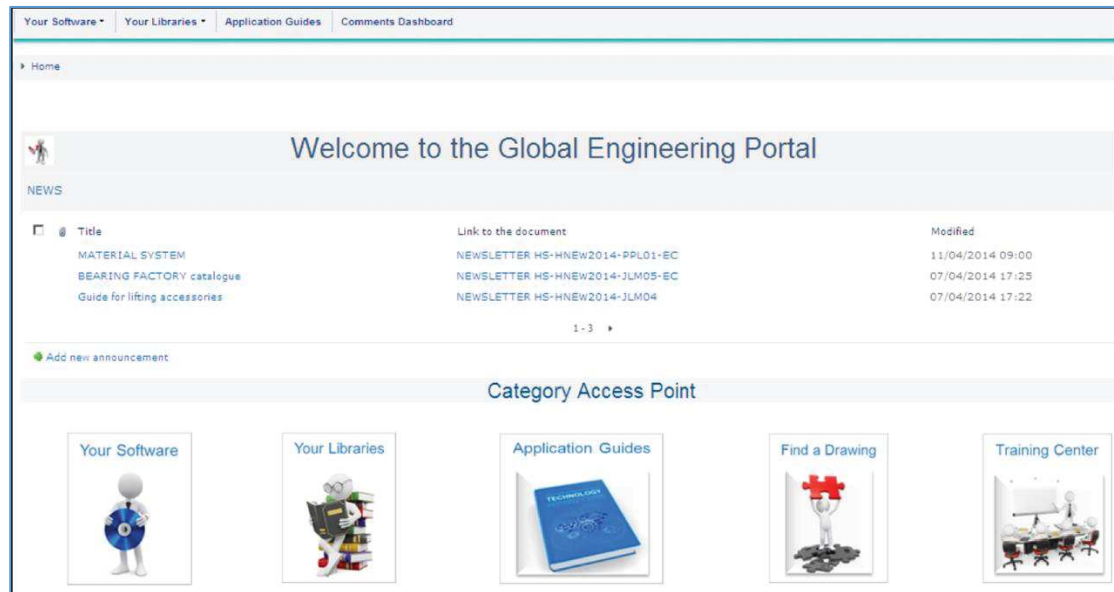 Your Software Your Libraries Application Guides Comments Dashboard
Home
Welcome to the Global Engineering Portal
NEWS
Title Link to the document Modified
MATERIAL SYSTEM NEWSLETTER HS-HNEW2014-PPL01-EC 11/04/2014 09:00
BEARING FACTORY catalogue NEWSLETTER HS-HNEW2014-JLM05-EC 07/04/2014 17:25
Guide for lifting accessories NEWSLETTER HS-HNEW2014-JLM04 07/04/2014 17:22
1 - 3
Add new announcement
Category Access Point
Your Software Your Libraries Application Guides Find a Drawing Training Center
TECHNOLOGY